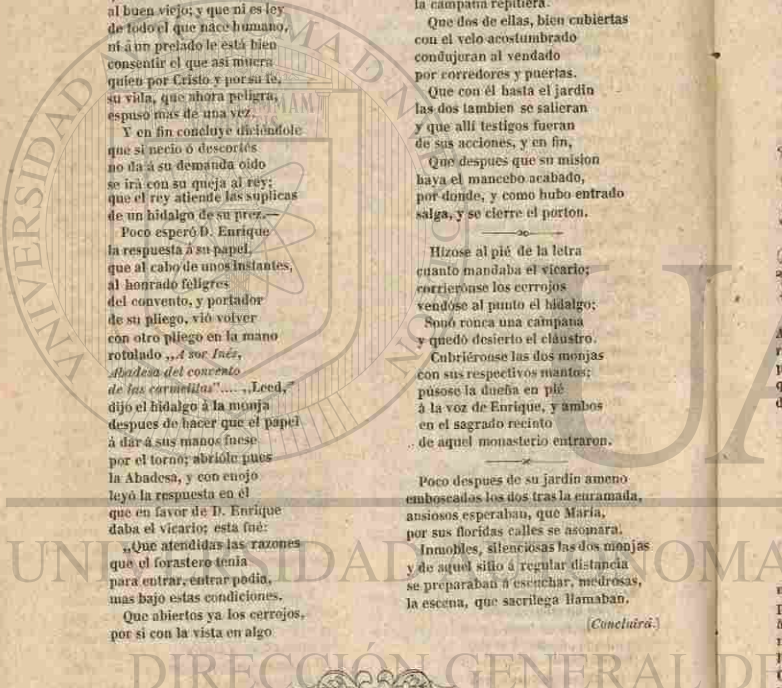 al buen viejo; y que ni es ley
de todo el que nace humano,
ni á un prelado le está bien
consentir el que asi muera
quien por Cristo y por su fe,
su vida, que ahora peligra,
espuso mas de una vez.
Y en fin concluye diciéndole
que si necio ó descortés
no da á su demanda oido
se irá con su queja al rey;
que el rey atiende las suplicas
de un hidalgo de su prez.—
Poco esperó D. Enrique
la respuesta á su papel,
que al cabo de unos instantes,
al honrado feligres
del convento, y portador
de su pliego, vió volver
con otro pliego en la mano
rotulado „A sor Inés,
Abadesa del convento
de las carmelitas”.... „Leed,”
dijo el hidalgo á la monja
despues de hacer que el papel
á dar á sus manos fuese
por el torno; abrióle pues
la Abadesa, y con enojo
leyó la respuesta en él
que en favor de D. Enrique
daba el vicario; esta fué:
„Que atendidas las razones
que el forastero tenia
para entrar, entrar podia,
mas bajo estas condiciones.
Que abiertos ya los cerrojos,
por si con la vista en algo
la campana repitiera.
Que dos de ellas, bien cubiertas
con el velo acostumbrado
condujeran al vendado
por corredores y puertas.
Que con él hasta el jardin
las dos tambien se salieran
y que allí testigos fueran
de sus acciones, y en fin,
Que despues que su mision
haya el mancebo acabado,
por donde, y como hubo entrado
salga, y se cierre el porton.
Hízose al pié de la letra
cuanto mandaba el vicario;
corriéronse los cerrojos
vendóse al punto el hidalgo;
Sonó ronca una campana
y quedó desierto el cláustro.
Cubriéronse las dos monjas
con sus respectivos mantos;
púsose la dueña en pié
á la voz de Enrique, y ambos
en el sagrado recinto
de aquel monasterio entraron.
Poco despues de su jardin ameno
emboscados los dos tras la enramada,
ansiosos esperaban, que María,
por sus floridas calles se asomara.
Inmobles, silenciosas las dos monjas
y de aquel sitio á regular distancia
se preparaban á escuchar, medrosas,
la escena, que sacrilega llamaban.
(Concluirá.)
UNIVERSIDAD AUTONOMA
DIRECCIÓN GENERAL DE